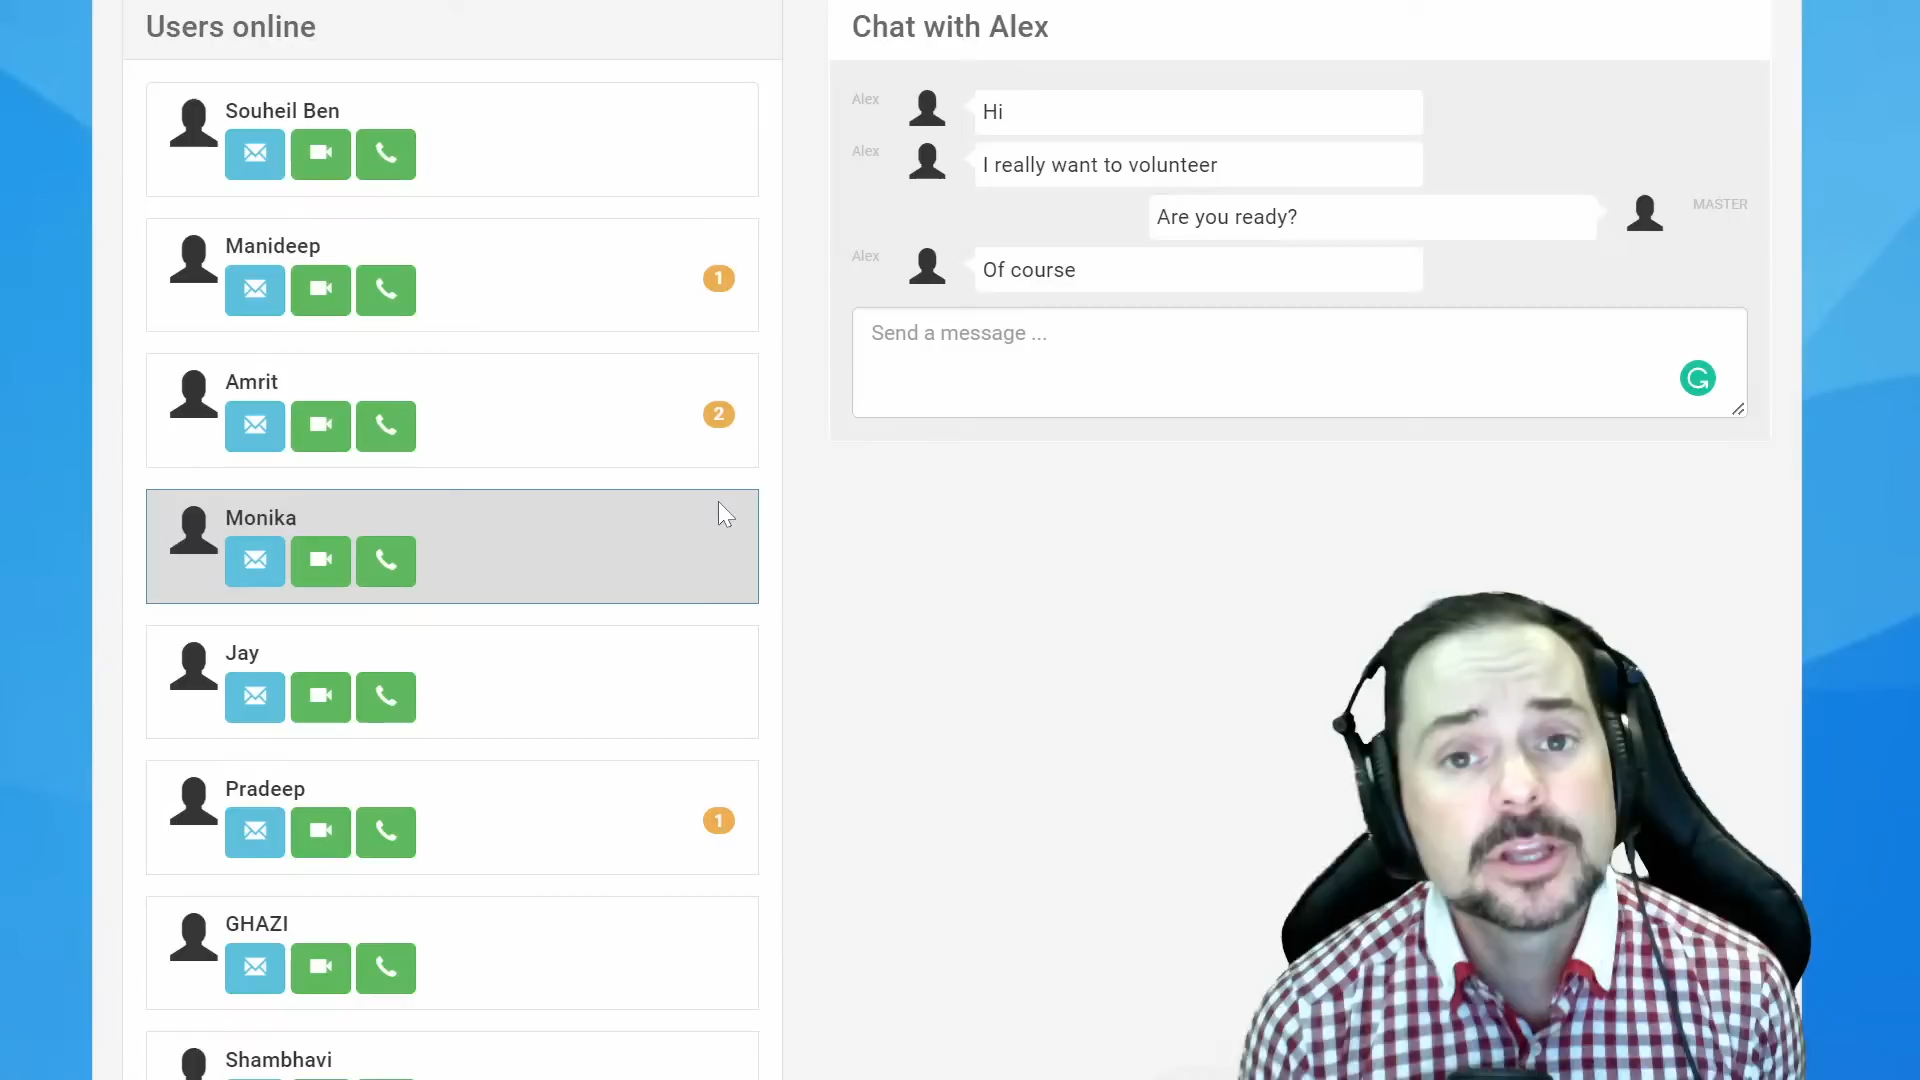 Users online
Souheil Ben
Manideep
1
Amrit
2
Monika
Jay
Pradeep
1
GHAZI
Shambhavi
Chat with Alex
Alex
Hi
Alex
I really want to volunteer
Are you ready?
MASTER
Alex
Of course
Send a message ...